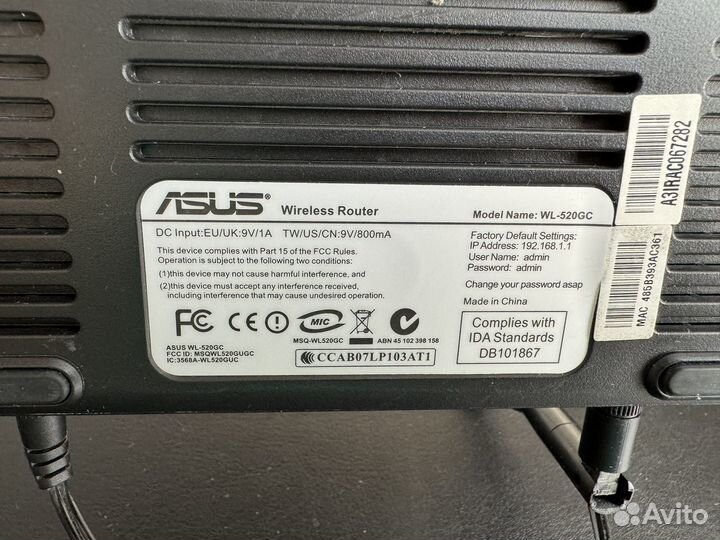 ASUS® Wireless Router Model Name: WL-520GC
DC Input:EU/UK:9V/1A TW/US/CN:9V/800mA
This device complies with Part 15 of the FCC Rules.
Operation is subject to the following two conditions:
(1)this device may not cause harmful interference, and
(2)this device must accept any interference received,
including interference that may cause undesired operation.
Factory Default Settings:
IP Address: 192.168.1.1
User Name: admin
Password: admin
Change your password asap
Made in China
FC CE MIC
ASUS WL-520GC
FCC ID: MSQWL520GUGC
IC:3568A-WL520GUC
MSQ-WL520GC
ABN 45 102 398 158
CCAB07LP103AT1
Complies with
IDA Standards
DB101867
A3IRAC067282
MAC 485B393AC361
Avito